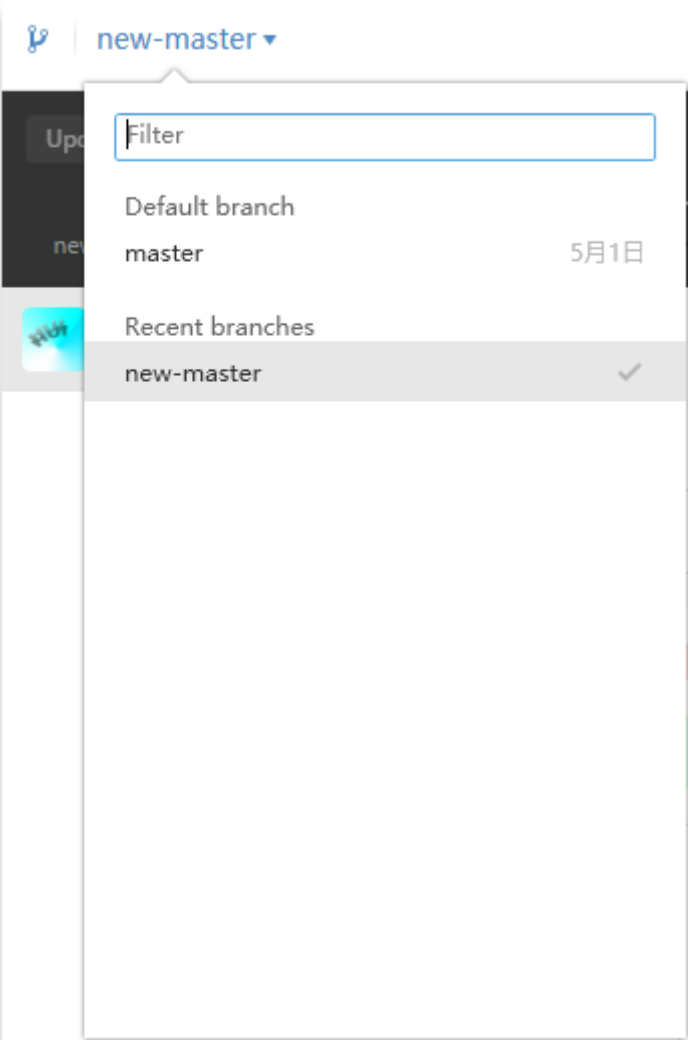 new-master
Filter
Default branch
master 5月1日
Recent branches
new-master